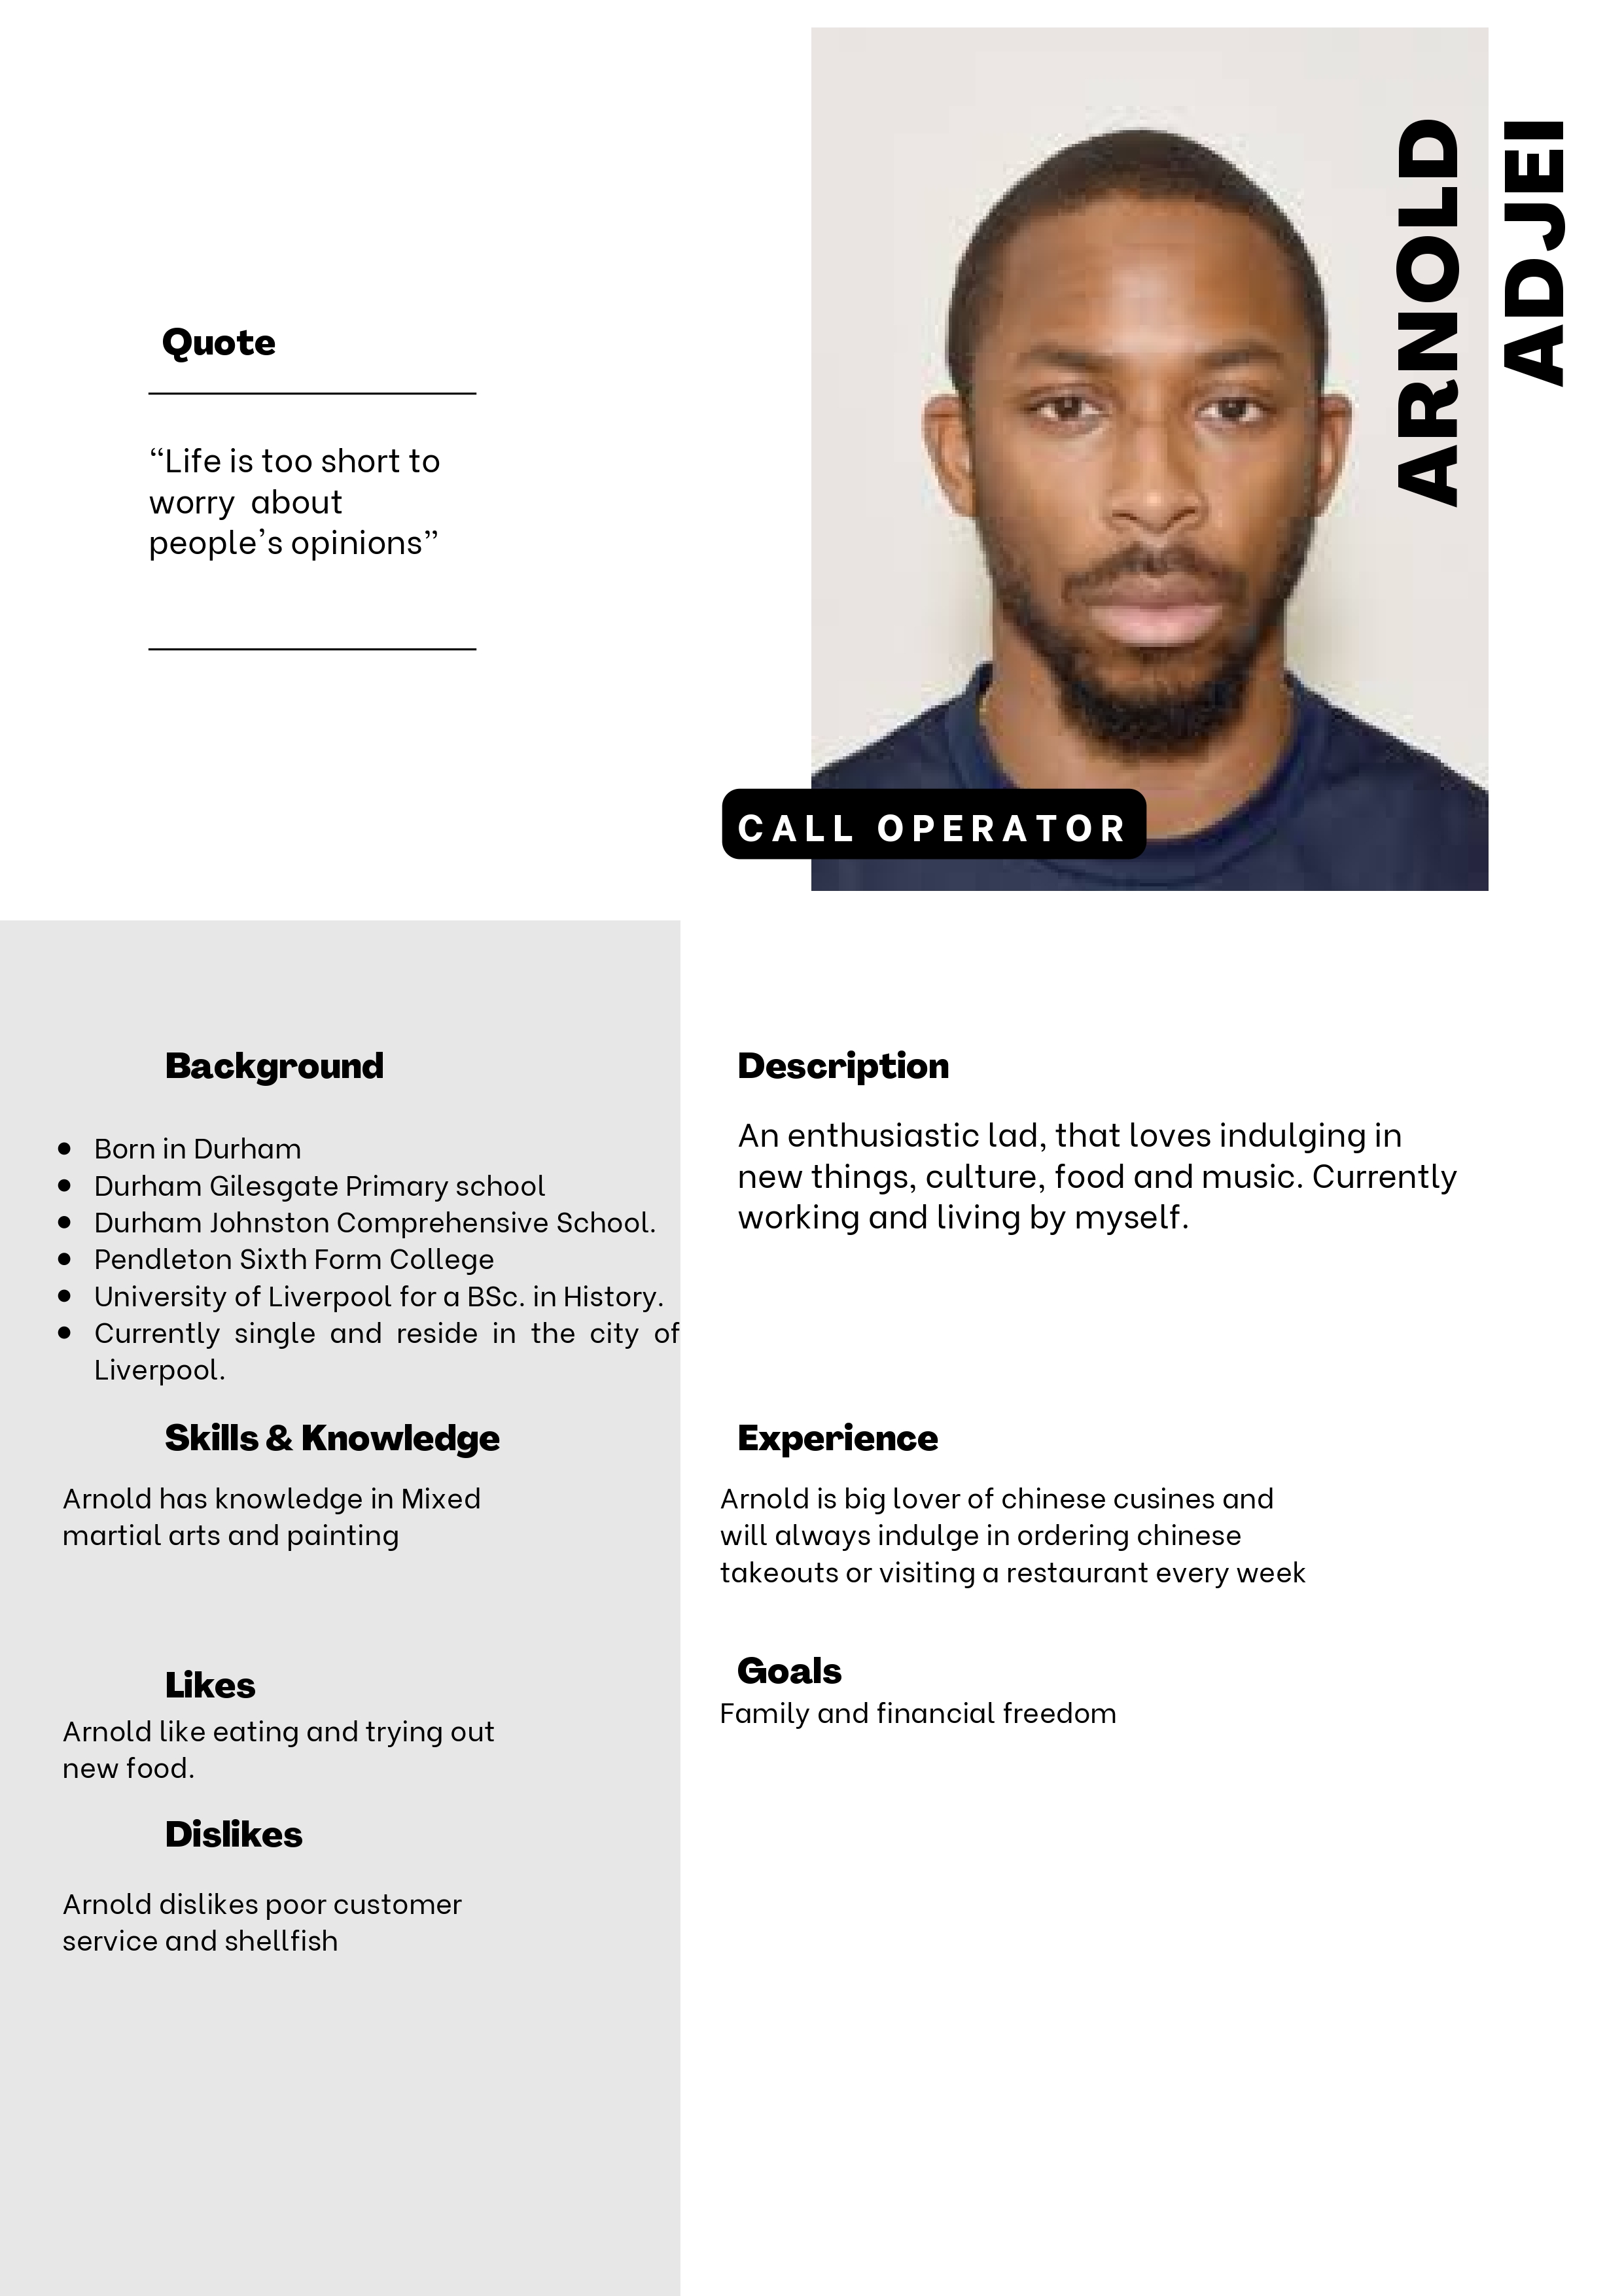 ARNOLD
ADJEI
Quote
“Life is too short to
worry  about
people’s opinions”
CALL OPERATOR
Background
Born in Durham
Durham Gilesgate Primary school
Durham Johnston Comprehensive School.
Pendleton Sixth Form College
University of Liverpool for a BSc. in History.
Currently single and reside in the city of
Liverpool.
Skills & Knowledge
Arnold has knowledge in Mixed
martial arts and painting
Likes
Arnold like eating and trying out
new food.
Dislikes
Arnold dislikes poor customer
service and shellfish
Description
An enthusiastic lad, that loves indulging in
new things, culture, food and music. Currently
working and living by myself.
Experience
Arnold is big lover of chinese cusines and
will always indulge in ordering chinese
takeouts or visiting a restaurant every week
Goals
Family and financial freedom